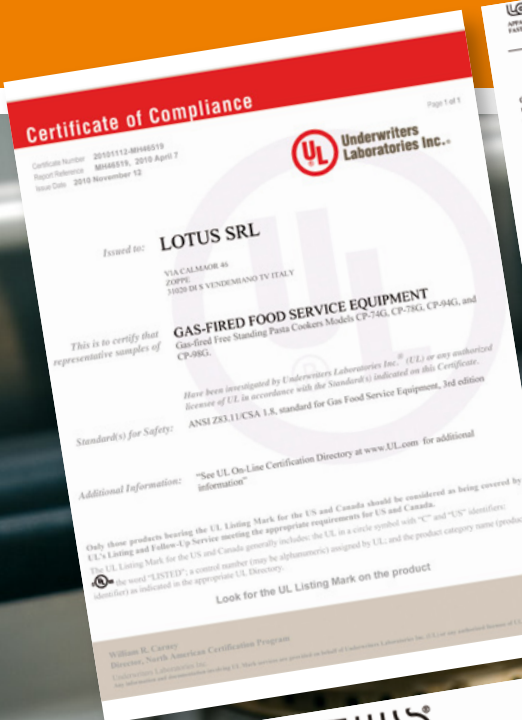 Certificate of Compliance
Certificate Number 20101112-MH46519
Report Reference MH46519, 2010 April 7
Issue Date 2010 November 12
Page 1 of 1
UL
Underwriters
Laboratories Inc.®
Issued to: LOTUS SRL
VIA CALMAOR 46
ZOPPE
31020 DI S VENDEMIANO TV ITALY
This is to certify that
representative samples of
GAS-FIRED FOOD SERVICE EQUIPMENT
Gas-fired Free Standing Pasta Cookers Models CP-74G, CP-78G, CP-94G, and
CP-98G.
Have been investigated by Underwriters Laboratories Inc.® (UL) or any authorized
licensee of UL in accordance with the Standard(s) indicated on this Certificate.
Standard(s) for Safety: ANSI Z83.11/CSA 1.8, standard for Gas Food Service Equipment, 3rd edition
Additional Information: "See UL On-Line Certification Directory at www.UL.com for additional
information"
Only those products bearing the UL Listing Mark for the US and Canada should be considered as being covered by
UL's Listing and Follow-Up Service meeting the appropriate requirements for US and Canada.
The UL Listing Mark for the US and Canada generally includes: the UL in a circle symbol with "C" and "US" identifiers:
the word "LISTED"; a control number (may be alphanumeric) assigned by UL; and the product category name (product
identifier) as indicated in the appropriate UL Directory.
Look for the UL Listing Mark on the product
William R. Carney
Director, North American Certification Program
Underwriters Laboratories Inc.